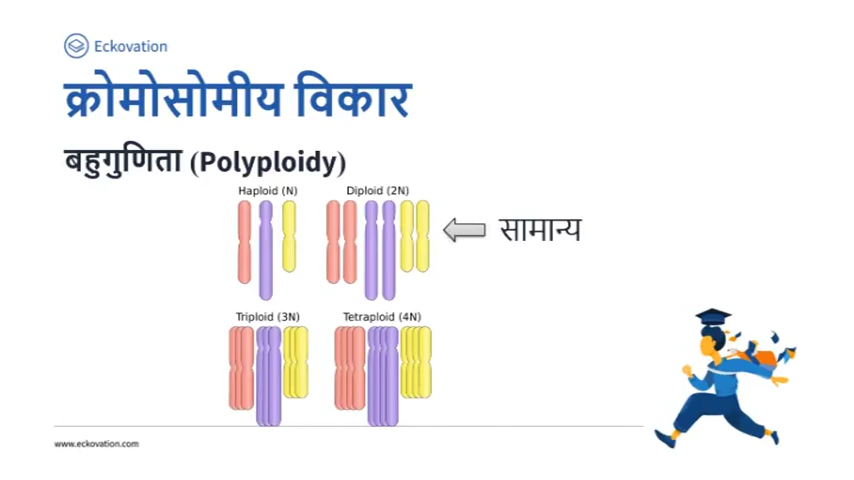 Eckovation
क्रोमोसोमीय विकार
बहुगुणिता (Polyploidy)
Haploid (N) Diploid (2N)
सामान्य
Triploid (3N) Tetraploid (4N)
www.eckovation.com